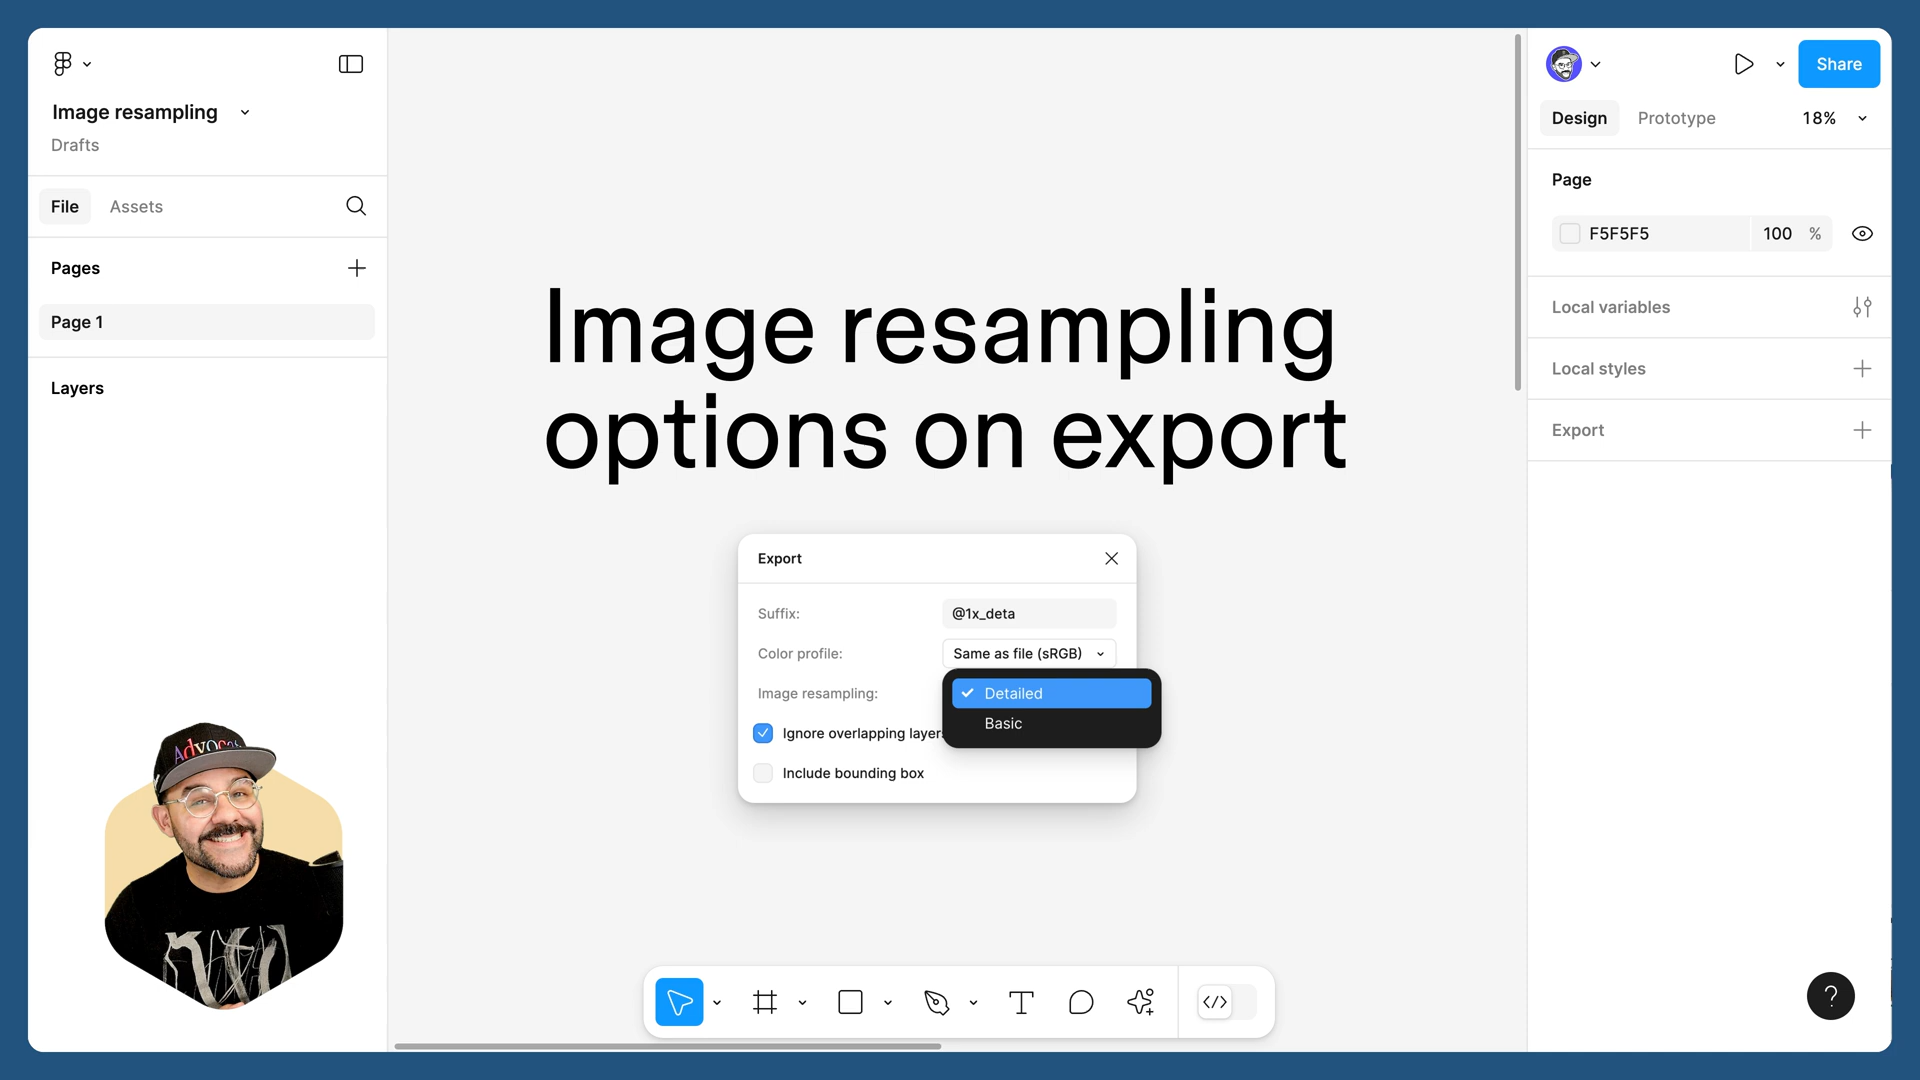 Image resampling
Drafts
File
Assets
Pages
Page 1
Layers
Image resampling
options on export
Export
Suffix:
@1x_deta
Color profile:
Same as file (sRGB)
Image resampling:
Detailed
Basic
Ignore overlapping layers
Include bounding box
Share
Design
Prototype
18%
Page
F5F5F5
100
%
Local variables
Local styles
Export
?